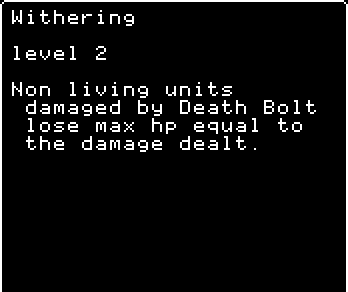 Withering
level 2
Non living units
damaged by Death Bolt
lose max hp equal to
the damage dealt.